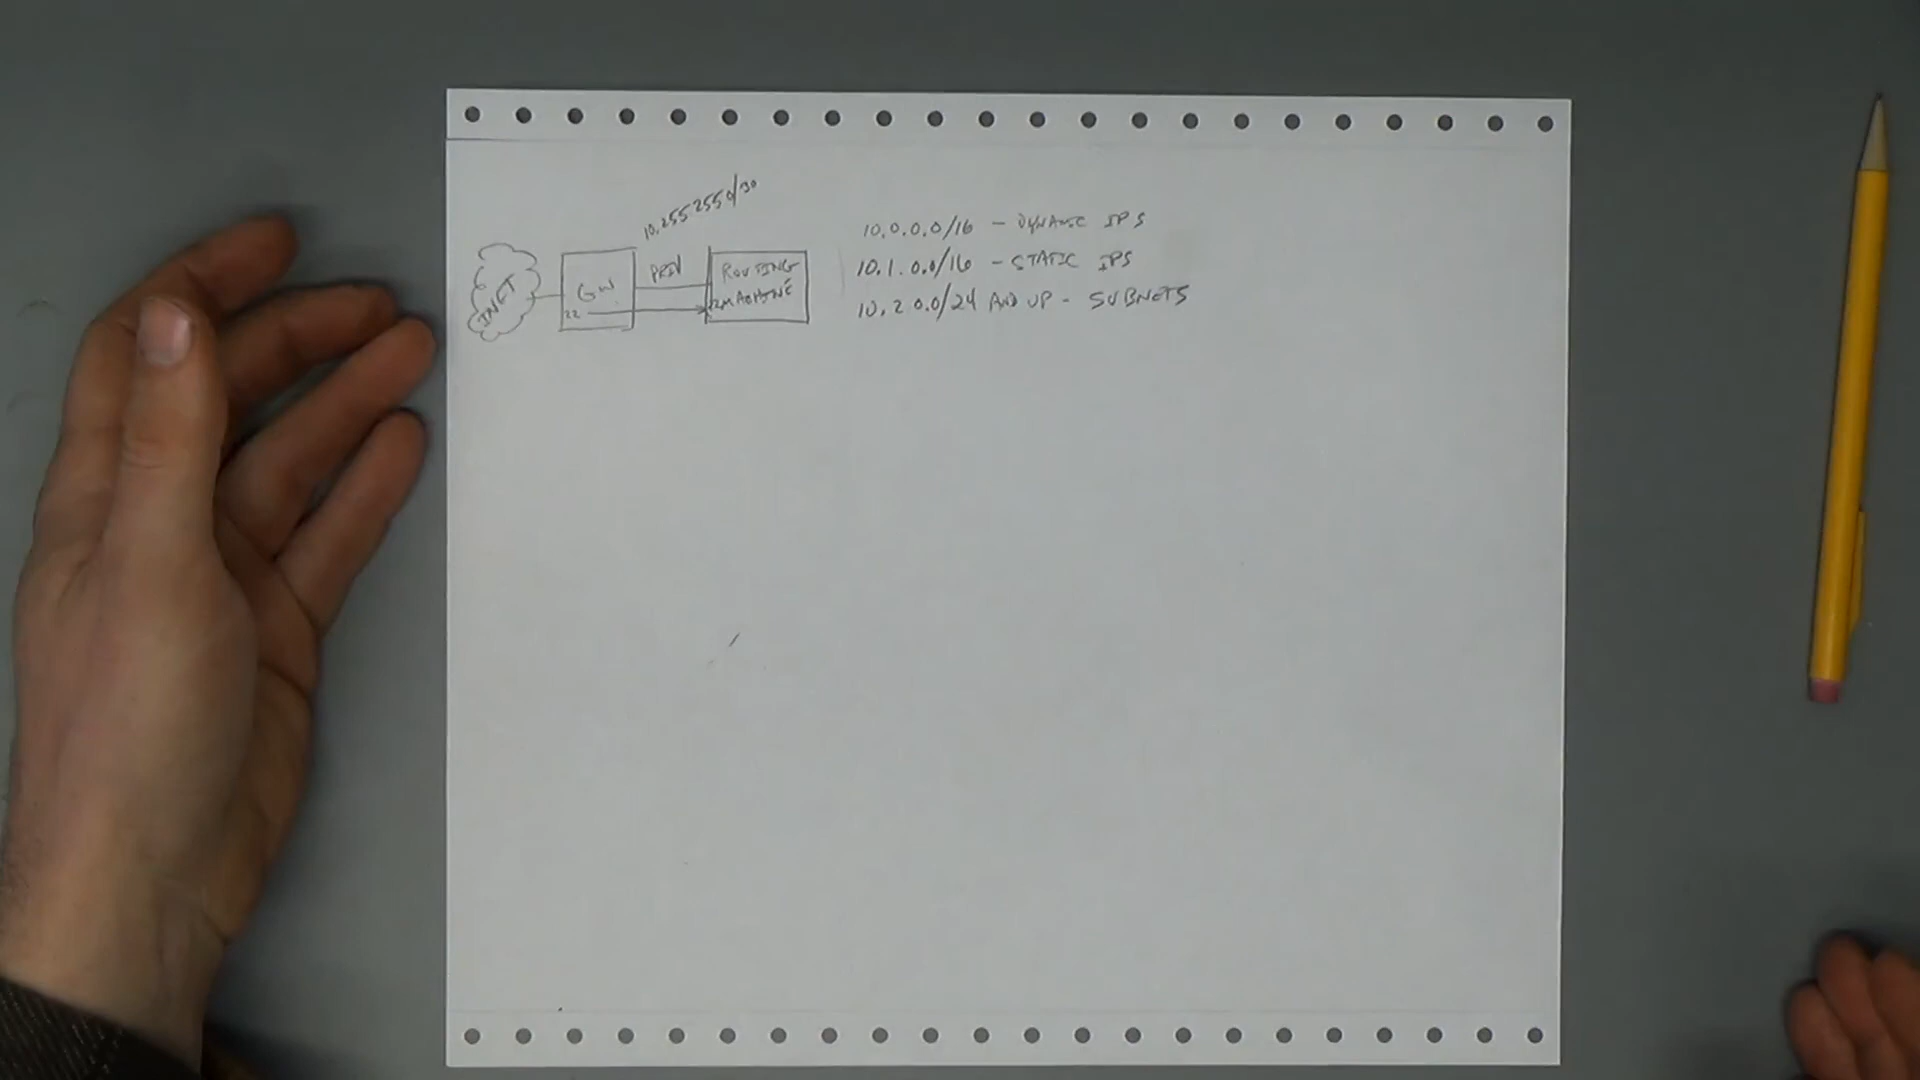 10.255.255.0/30
INET
GW
22
PRIV
ROUTING
MACHINE
10.0.0.0/16 - DYNAMIC IPS
10.1.0.0/16 - STATIC IPS
10.2 0.0/24 AND UP - SUBNETS